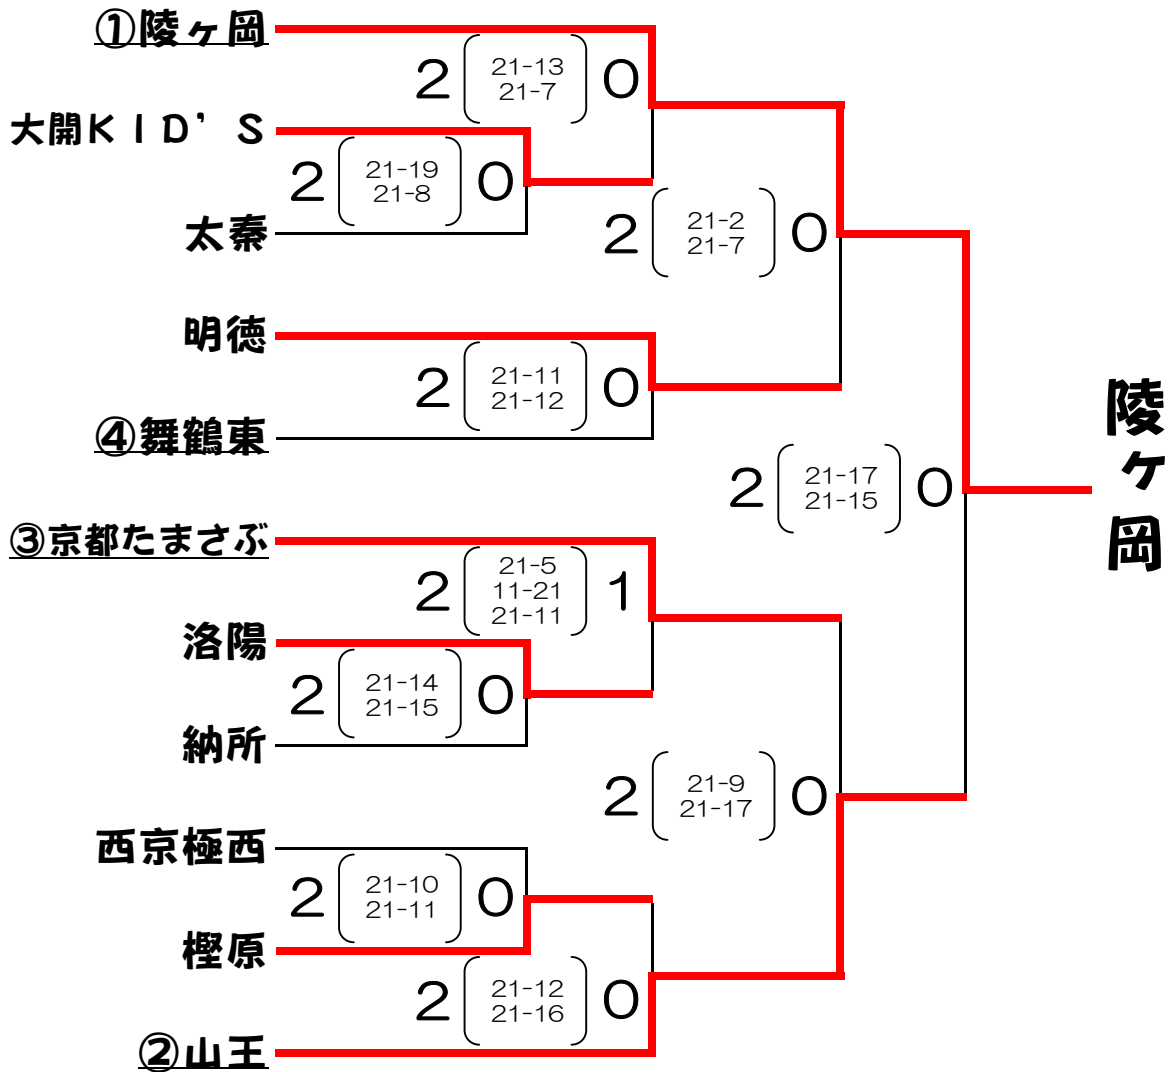 ①陵ヶ岡
2 21-13 0
21-7
大開KID'S
2 21-19 0
21-8
太秦
2 21-2 0
21-7
明徳
2 21-11 0
21-12
④舞鶴東
陵ヶ岡
2 21-17 0
21-15
③京都たまさぶ
2 21-5 1
11-21
21-11
洛陽
2 21-14 0
21-15
納所
2 21-9 0
21-17
西京極西
2 21-10 0
21-11
樫原
2 21-12 0
21-16
②山王